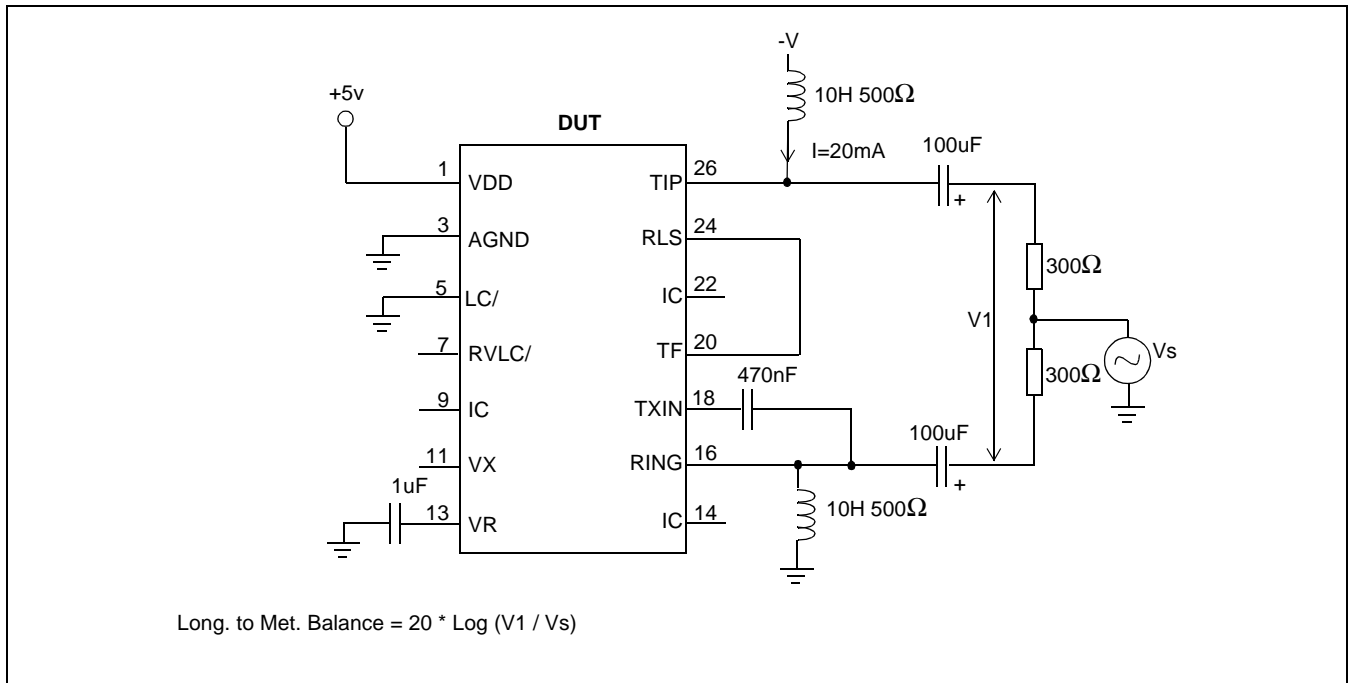 -V
10H 500Ω
+5v
DUT
I=20mA
100uF
1 VDD
TIP 26
+
3 AGND
RLS 24
300Ω
5 LC/
IC 22
V1
Vs
7 RVLC/
TF 20
300Ω
470nF
9 IC
TXIN 18
100uF
11 VX
RING 16
+
1uF
10H 500Ω
13 VR
IC 14
Long. to Met. Balance = 20 * Log (V1 / Vs)